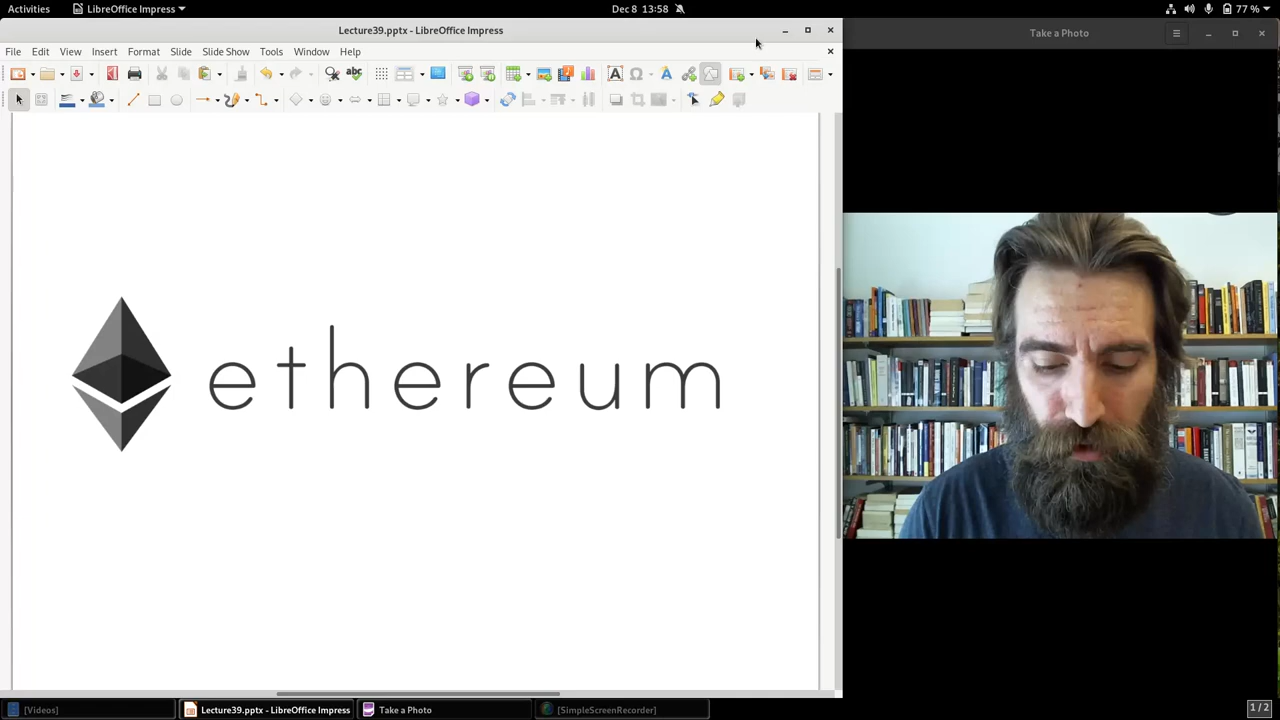 Activities
LibreOffice Impress
Dec 8 13:58
77 %
Lecture39.pptx - LibreOffice Impress
Take a Photo
File Edit View Insert Format Slide Slide Show Tools Window Help
ethereum
[Videos]
Lecture39.pptx - LibreOffice Impress
Take a Photo
[SimpleScreenRecorder]
1 / 2